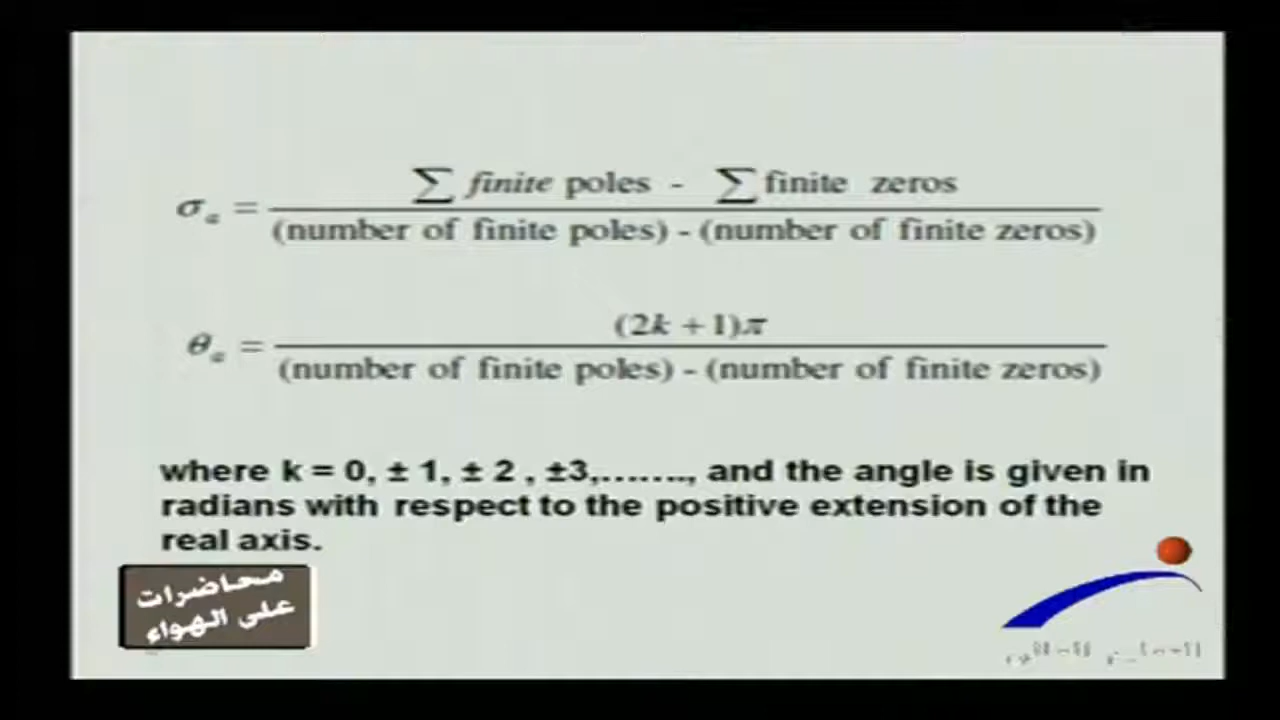 σₐ = (∑ finite poles - ∑ finite zeros) / ((number of finite poles) - (number of finite zeros))
θₐ = ((2k + 1)π) / ((number of finite poles) - (number of finite zeros))
where k = 0, ± 1, ± 2 , ±3,……., and the angle is given in
radians with respect to the positive extension of the
real axis.
محاضرات
على الهواء